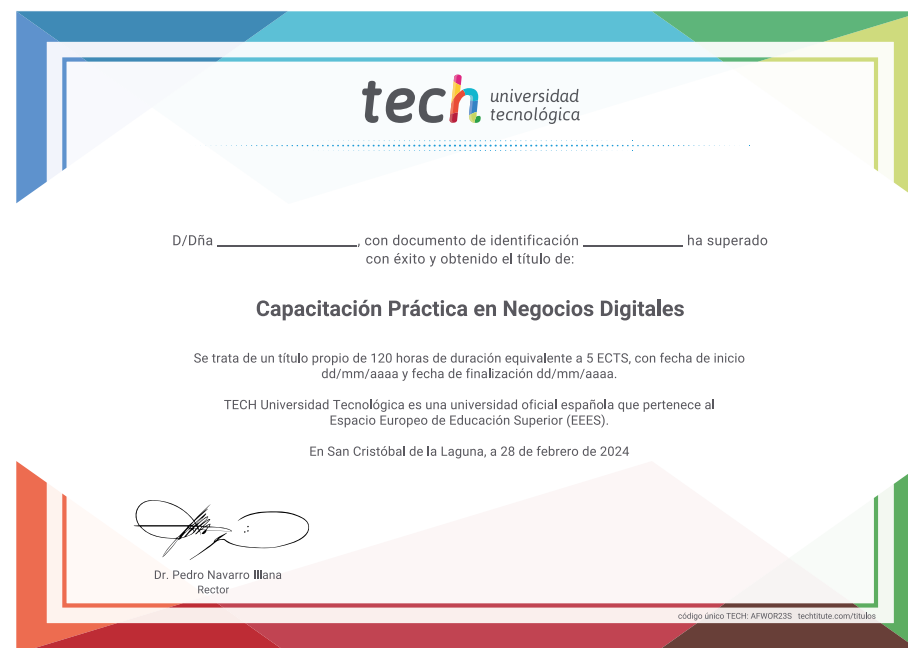 tech universidad
tecnológica
D/Dña ____________________, con documento de identificación ______________ ha superado
con éxito y obtenido el título de:
Capacitación Práctica en Negocios Digitales
Se trata de un título propio de 120 horas de duración equivalente a 5 ECTS, con fecha de inicio
dd/mm/aaaa y fecha de finalización dd/mm/aaaa.
TECH Universidad Tecnológica es una universidad oficial española que pertenece al
Espacio Europeo de Educación Superior (EEES).
En San Cristóbal de la Laguna, a 28 de febrero de 2024
Dr. Pedro Navarro Illana
Rector
código único TECH: AFWOR23S techtitute.com/titulos